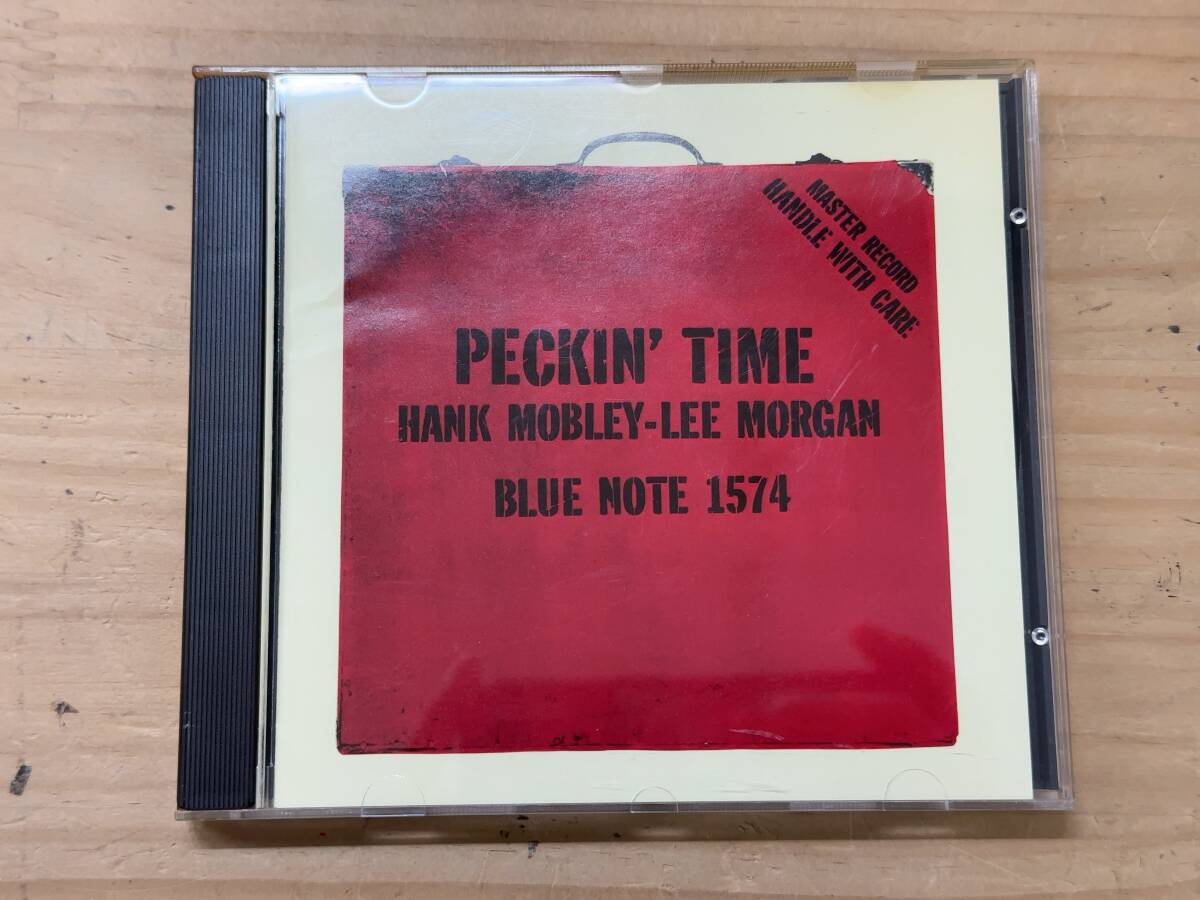 MASTER RECORD
HANDLE WITH CARE
PECKIN' TIME
HANK MOBLEY-LEE MORGAN
BLUE NOTE 1574